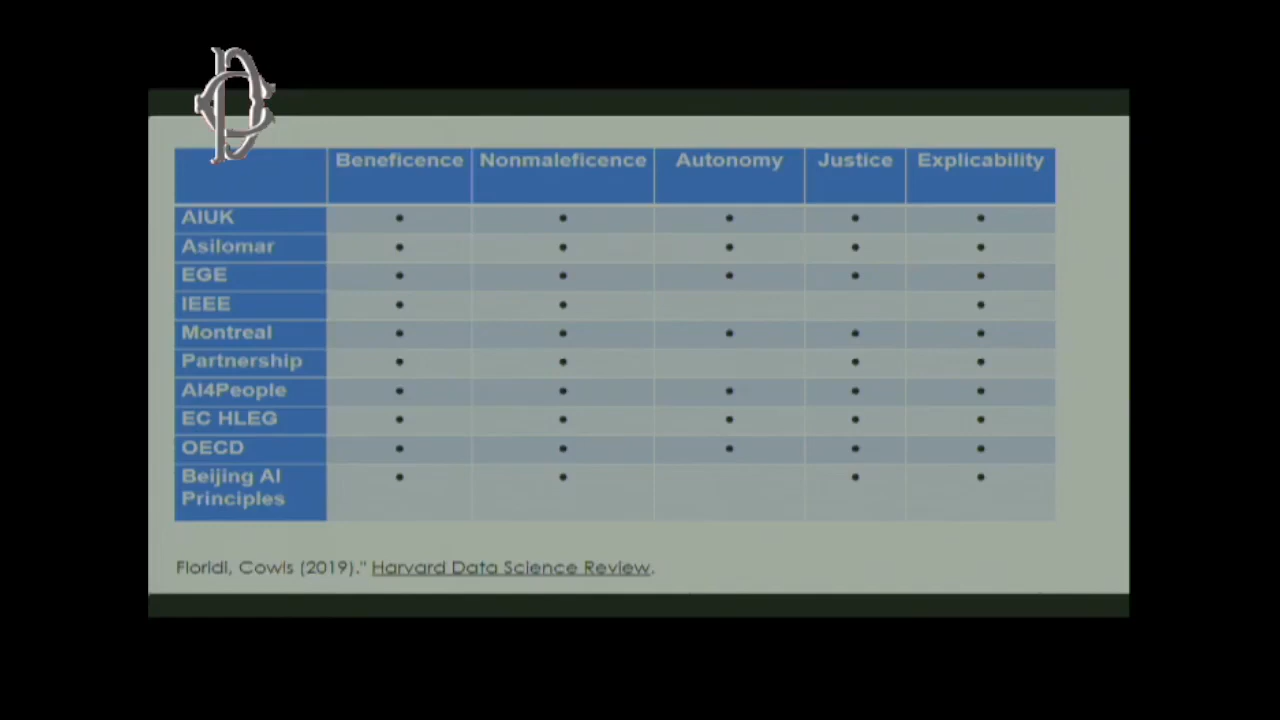 Beneficence Nonmaleficence Autonomy Justice Explicability
AIUK • • • • •
Asilomar • • • • •
EGE • • • • •
IEEE • • •
Montreal • • • • •
Partnership • • • •
AI4People • • • • •
EC HLEG • • • • •
OECD • • • • •
Beijing AI • • • •
Principles
Floridi, Cowls (2019)." Harvard Data Science Review.